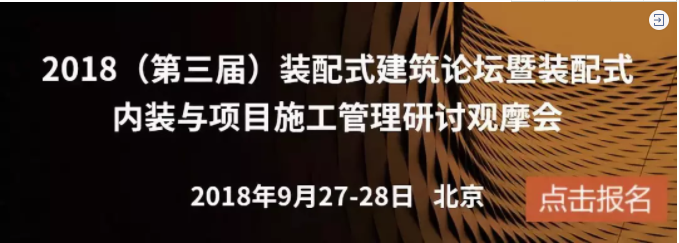 2018（第三届）装配式建筑论坛暨装配式
内装与项目施工管理研讨观摩会
2018年9月27-28日 北京
点击报名